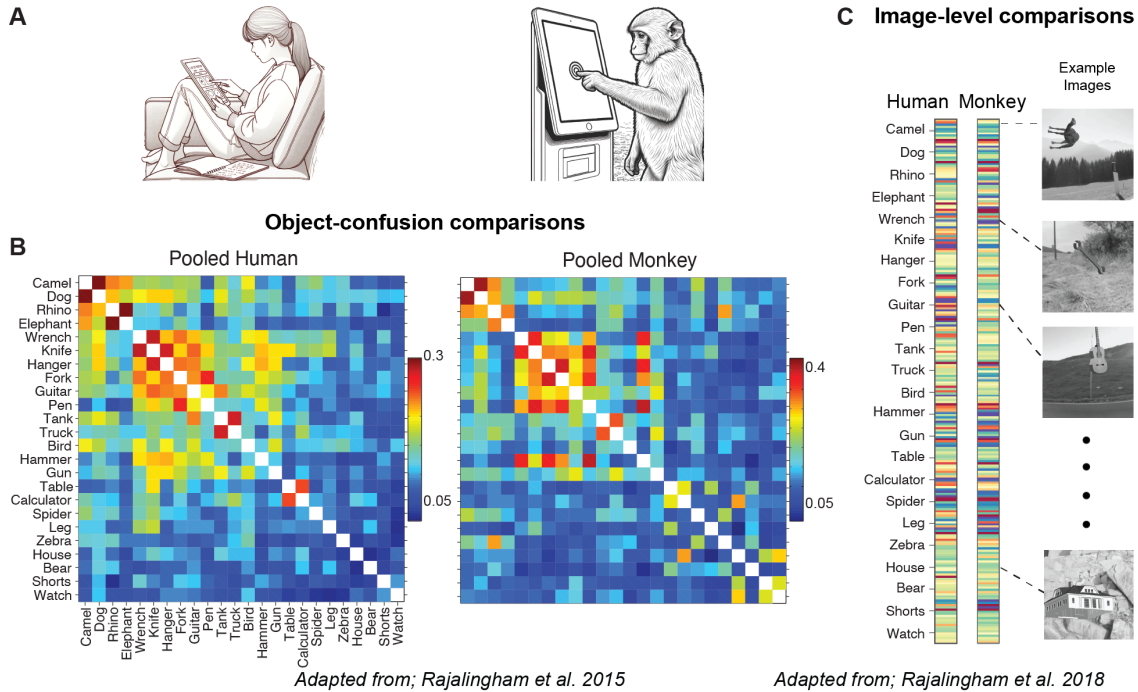 A
C Image-level comparisons
Example
Images
Human Monkey
Camel
Dog
Rhino
Elephant
Wrench
Knife
Hanger
Fork
Guitar
Pen
Tank
Truck
Bird
Hammer
Gun
Table
Calculator
Spider
Leg
Zebra
House
Bear
Shorts
Watch
Object-confusion comparisons
B
Pooled Human
Pooled Monkey
Camel
Dog
Rhino
Elephant
Wrench
Knife
Hanger
Fork
Guitar
Pen
Tank
Truck
Bird
Hammer
Gun
Table
Calculator
Spider
Leg
Zebra
House
Bear
Shorts
Watch
0.3
0.05
0.4
0.05
Camel
Dog
Rhino
Elephant
Wrench
Knife
Hanger
Fork
Guitar
Pen
Tank
Truck
Bird
Hammer
Gun
Table
Calculator
Spider
Leg
Zebra
House
Bear
Shorts
Watch
Adapted from; Rajalingham et al. 2015
Adapted from; Rajalingham et al. 2018